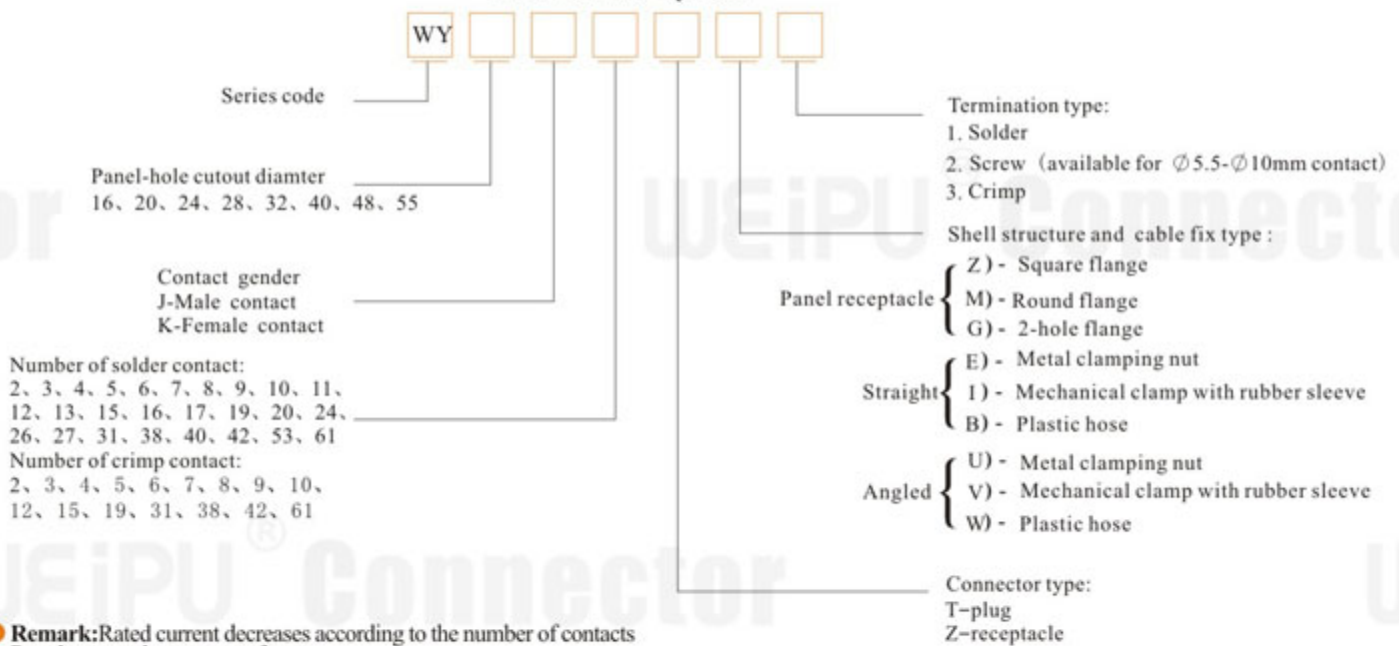 WY
Series code
Panel-hole cutout diamter
16、20、24、28、32、40、48、55
Contact gender
J-Male contact
K-Female contact
Number of solder contact:
2、3、4、5、6、7、8、9、10、11、
12、13、15、16、17、19、20、24、
26、27、31、38、40、42、53、61
Number of crimp contact:
2、3、4、5、6、7、8、9、10、
12、15、19、31、38、42、61
Termination type:
1. Solder
2. Screw（available for ∅5.5-∅10mm contact）
3. Crimp
Shell structure and cable fix type :
Panel receptacle
Z) - Square flange
M) - Round flange
G) - 2-hole flange
Straight
E) - Metal clamping nut
I) - Mechanical clamp with rubber sleeve
B) - Plastic hose
Angled
U) - Metal clamping nut
V) - Mechanical clamp with rubber sleeve
W) - Plastic hose
Connector type:
T-plug
Z-receptacle
Remark:Rated current decreases according to the number of contacts
WEiPU Connector
WEiPU® Connector